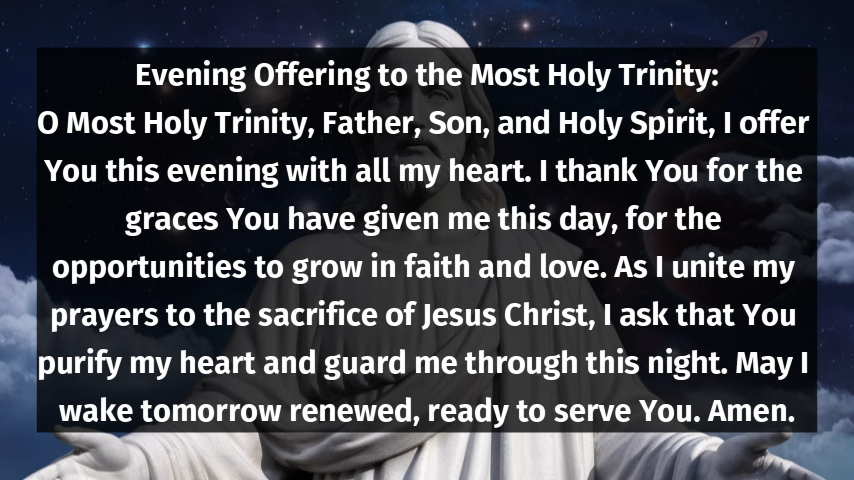 Evening Offering to the Most Holy Trinity:
O Most Holy Trinity, Father, Son, and Holy Spirit, I offer
You this evening with all my heart. I thank You for the
graces You have given me this day, for the
opportunities to grow in faith and love. As I unite my
prayers to the sacrifice of Jesus Christ, I ask that You
purify my heart and guard me through this night. May I
wake tomorrow renewed, ready to serve You. Amen.